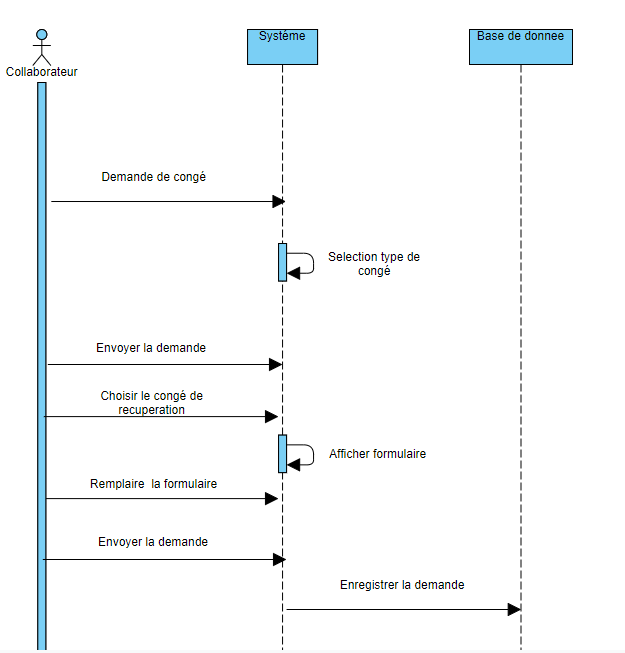 Système
Base de donnee
Collaborateur
Demande de congé
Selection type de
congé
Envoyer la demande
Choisir le congé de
recuperation
Afficher formulaire
Remplaire la formulaire
Envoyer la demande
Enregistrer la demande